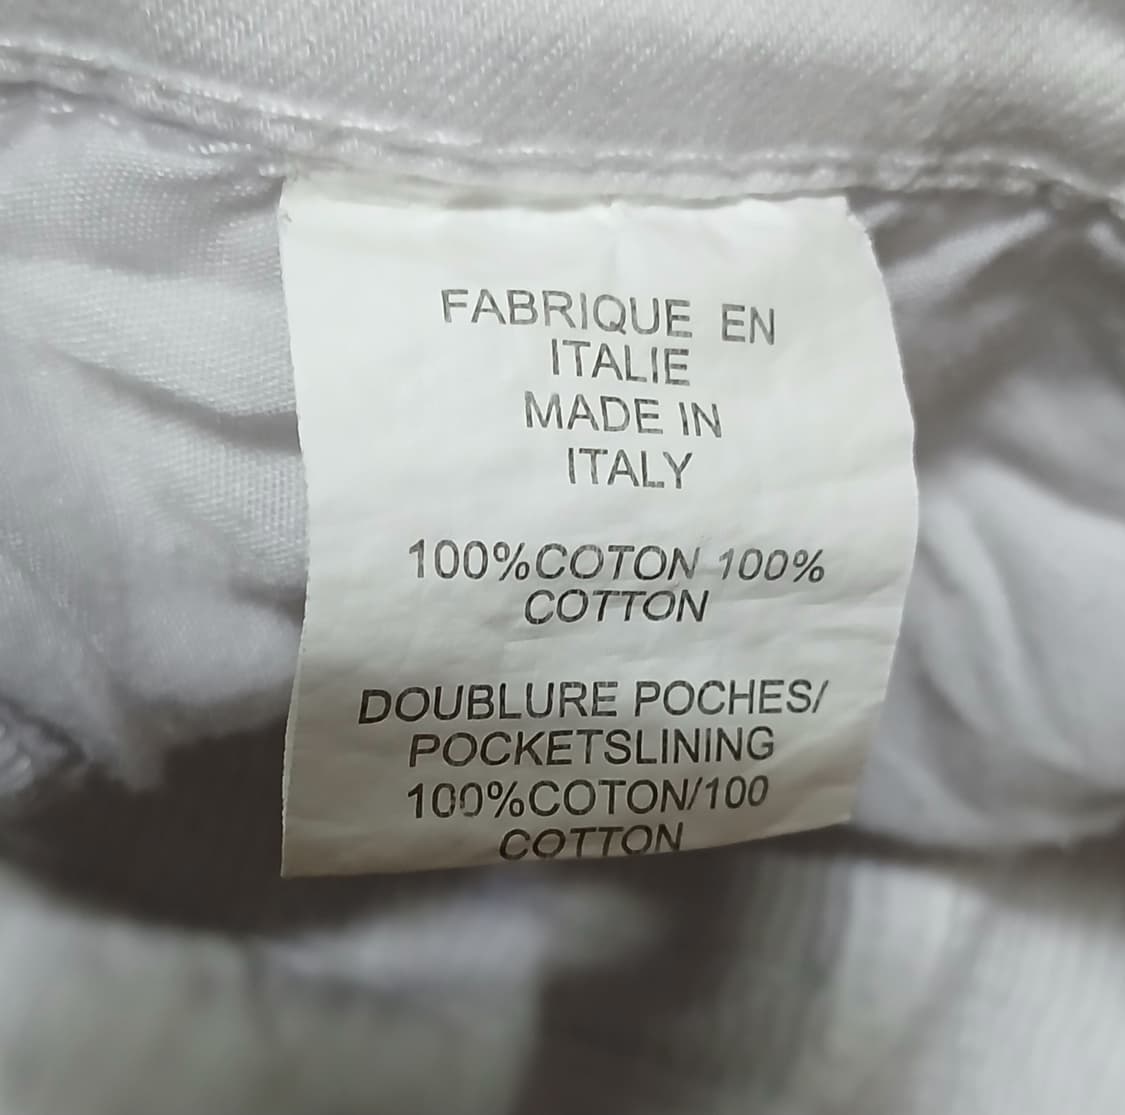 FABRIQUE EN
ITALIE
MADE IN
ITALY
100%COTON 100%
COTTON
DOUBLURE POCHES/
POCKETSLINING
100%COTON/100
COTTON